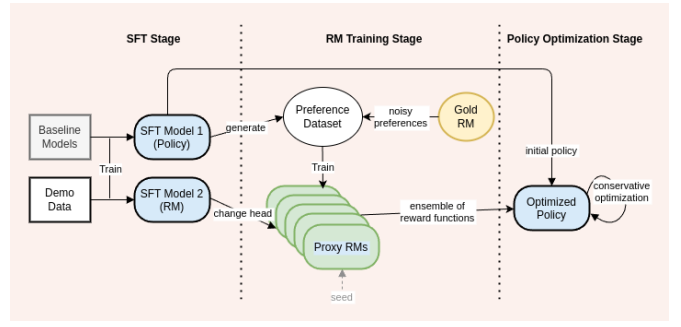 SFT Stage
RM Training Stage
Policy Optimization Stage
Baseline
Models
SFT Model 1
(Policy)
generate
Preference
Dataset
noisy
preferences
Gold
RM
Train
Train
initial policy
Demo
Data
SFT Model 2
(RM)
change head
Proxy RMs
ensemble of
reward functions
Optimized
Policy
conservative
optimization
seed